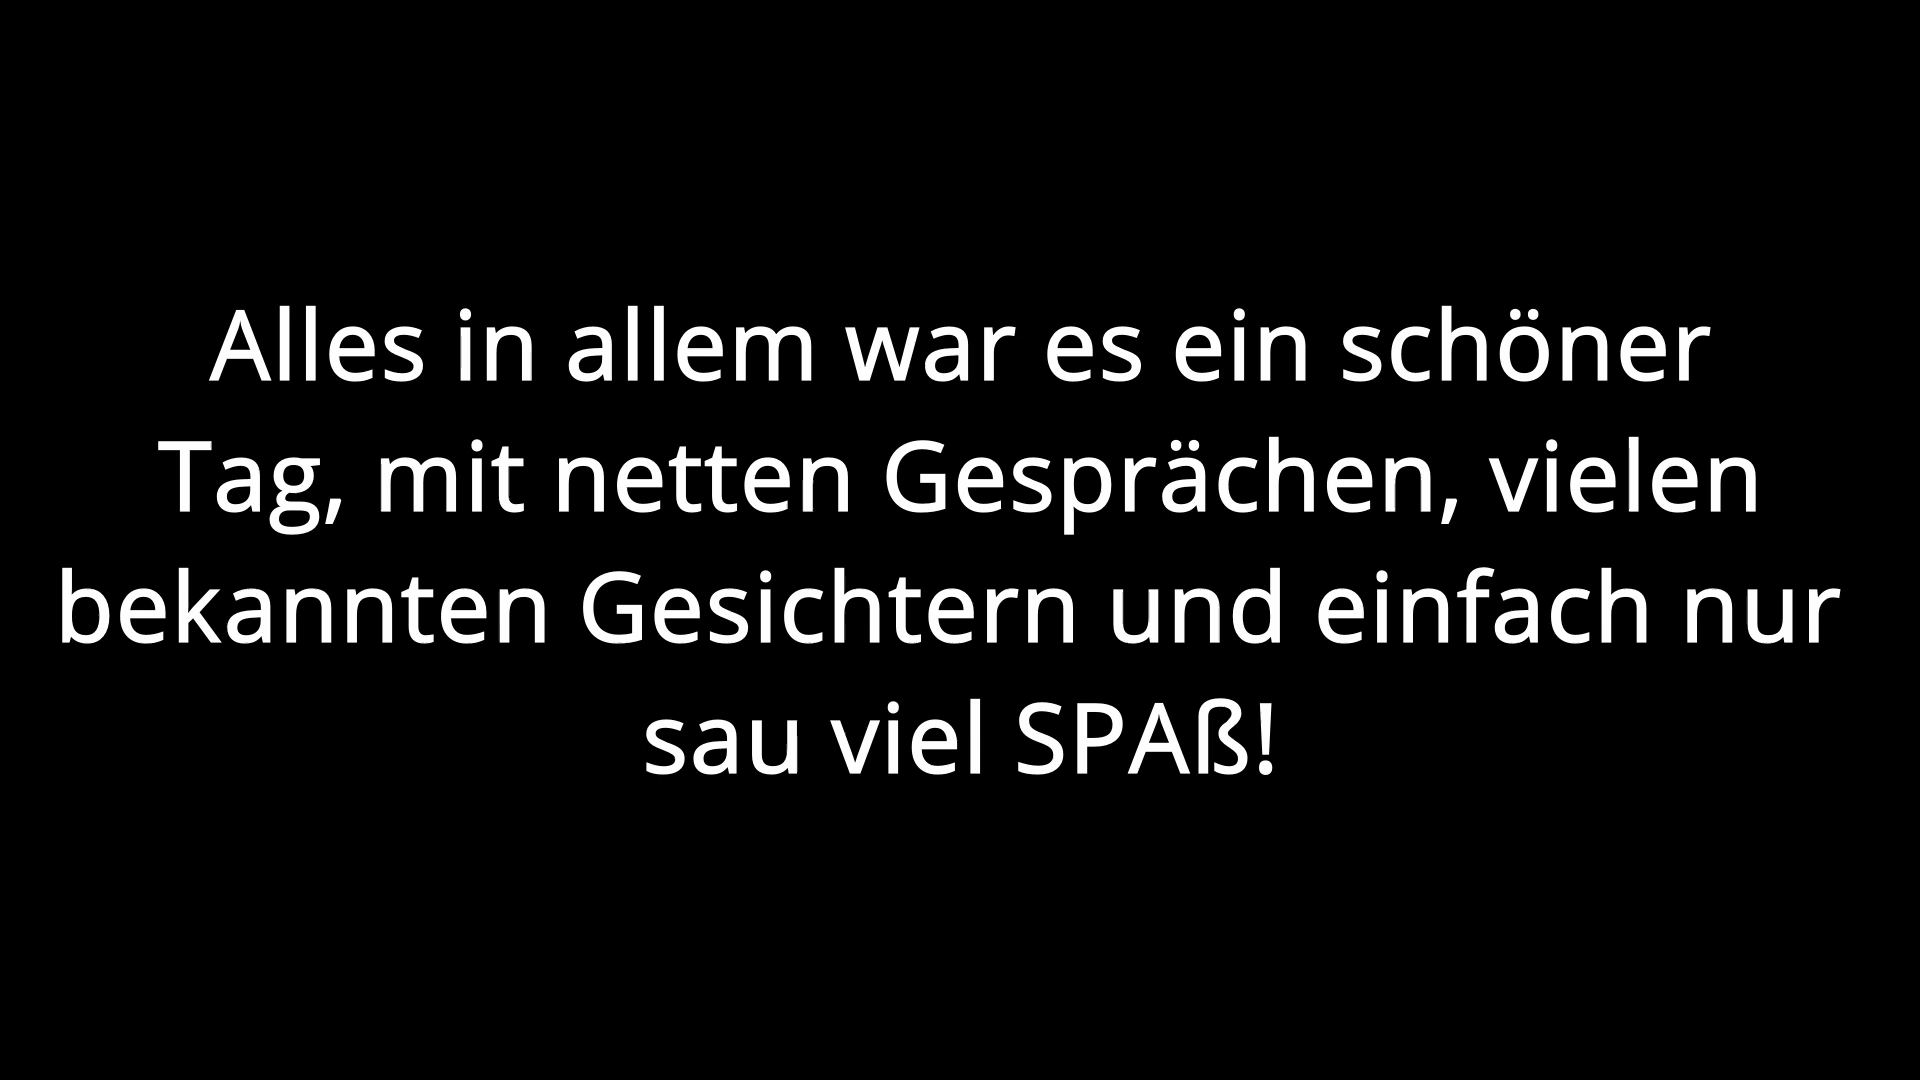 Alles in allem war es ein schöner
Tag, mit netten Gesprächen, vielen
bekannten Gesichtern und einfach nur
sau viel SPAß!